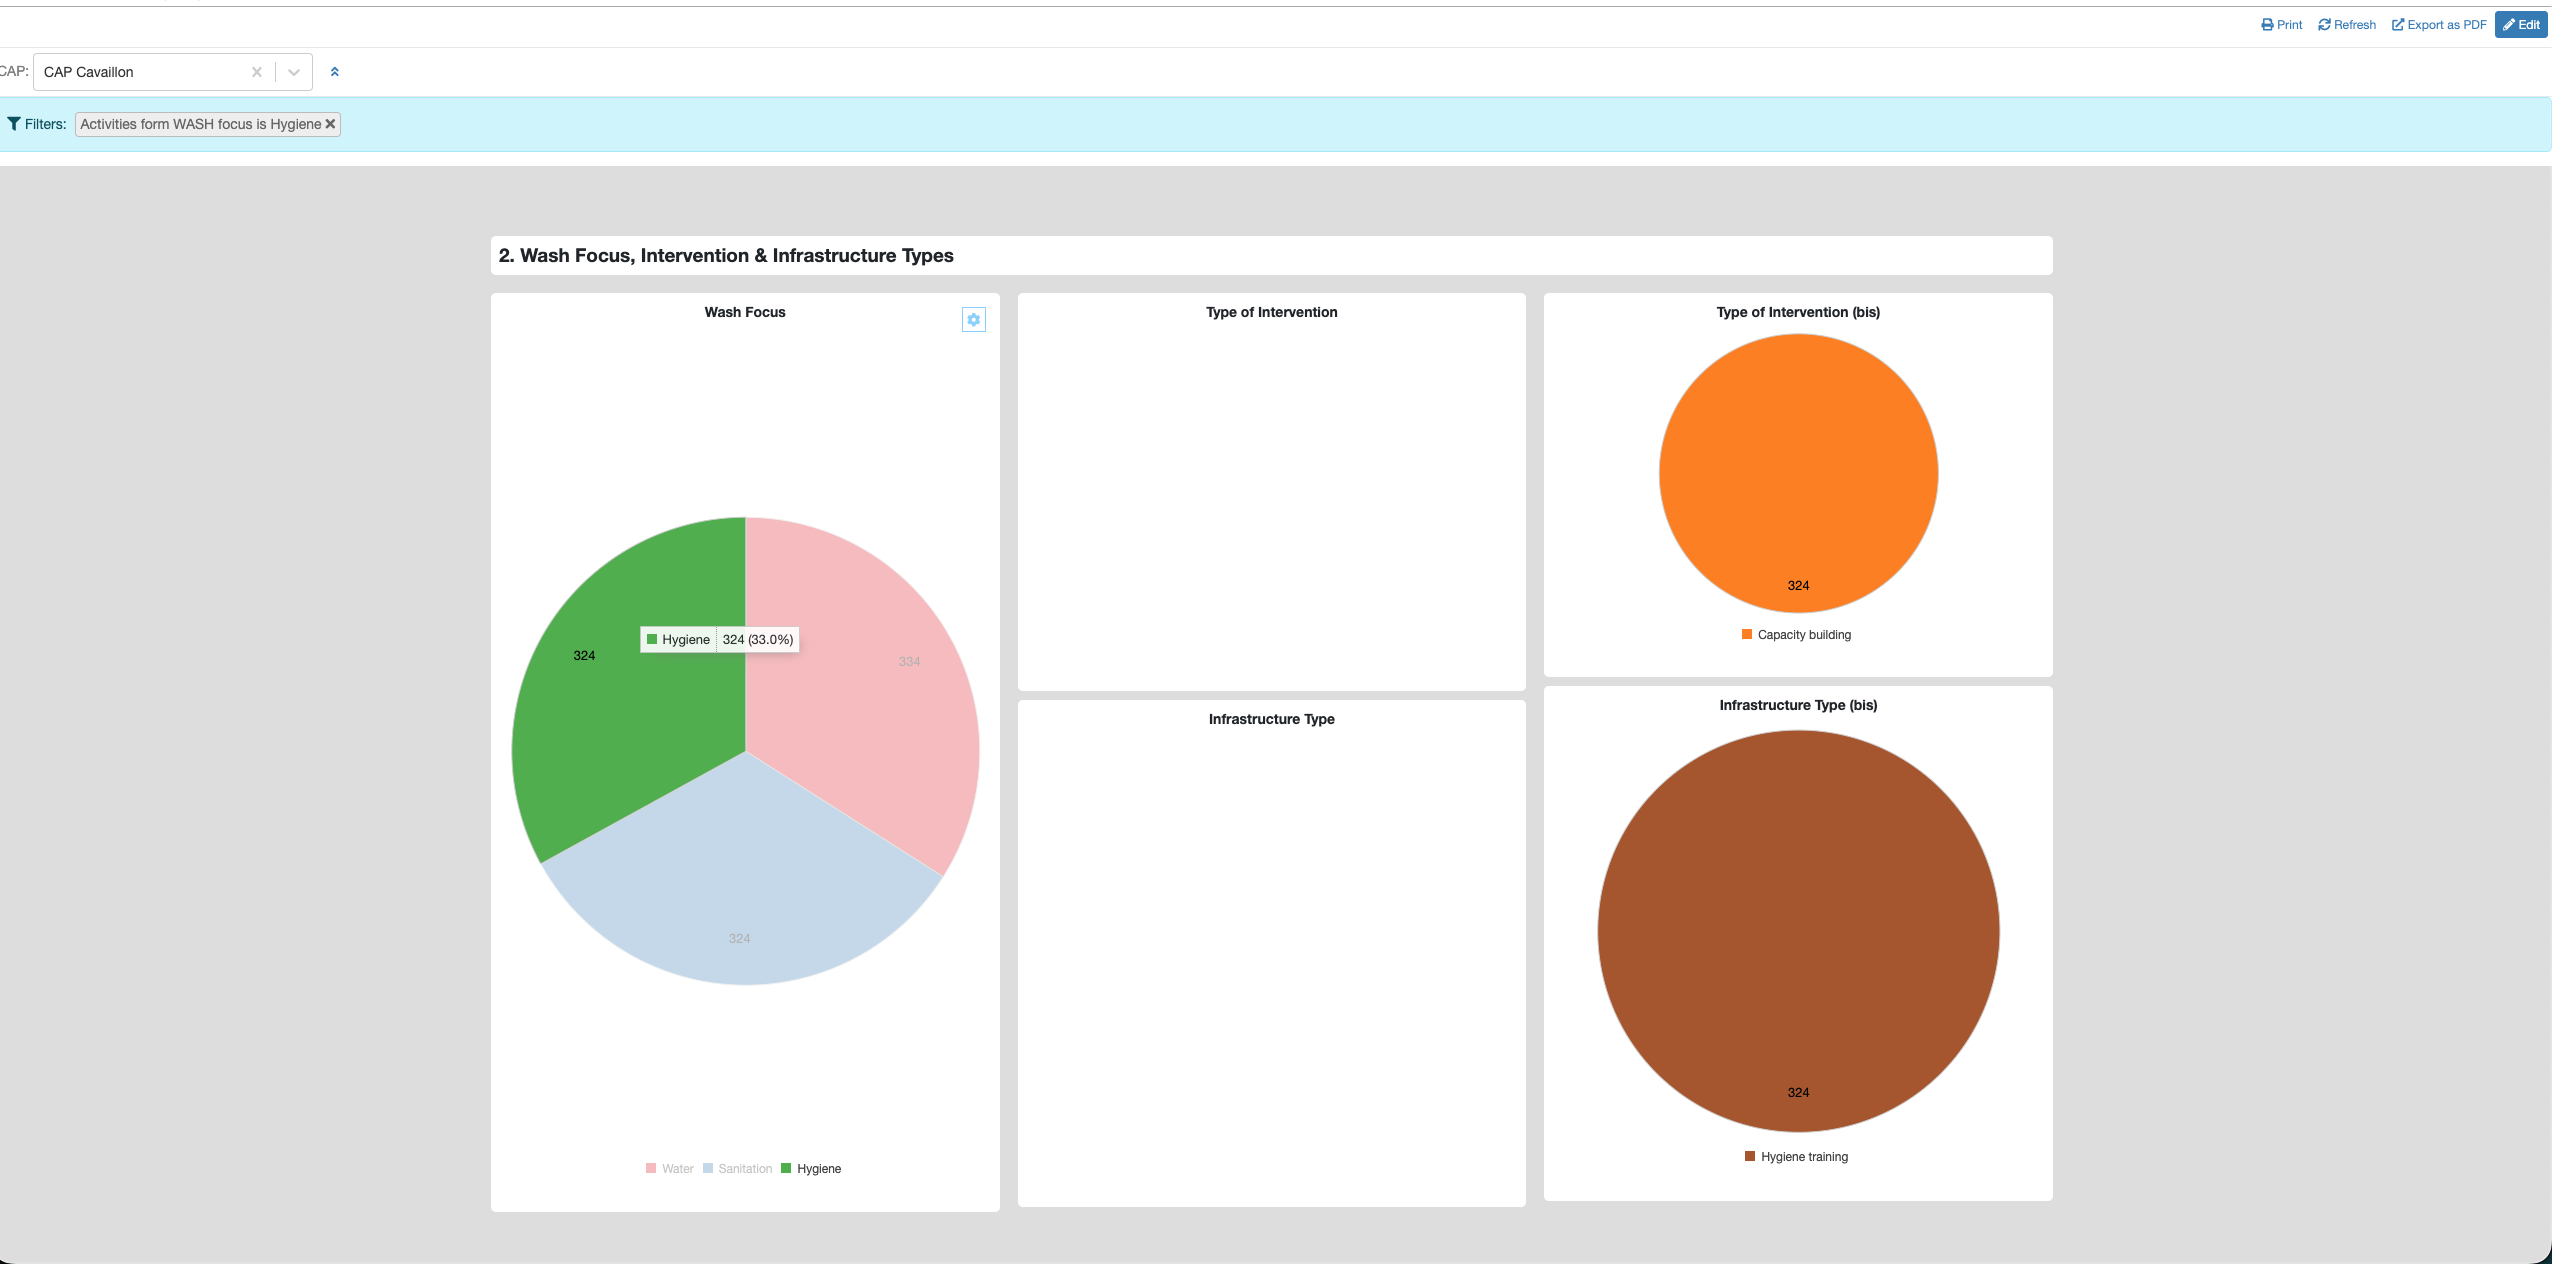 Print Refresh Export as PDF Edit
CAP: CAP Cavaillon
Filters: Activities form WASH focus is Hygiene
2. Wash Focus, Intervention & Infrastructure Types
Wash Focus
324
Hygiene 324 (33.0%)
334
324
Water Sanitation Hygiene
Type of Intervention
Infrastructure Type
Type of Intervention (bis)
324
Capacity building
Infrastructure Type (bis)
324
Hygiene training